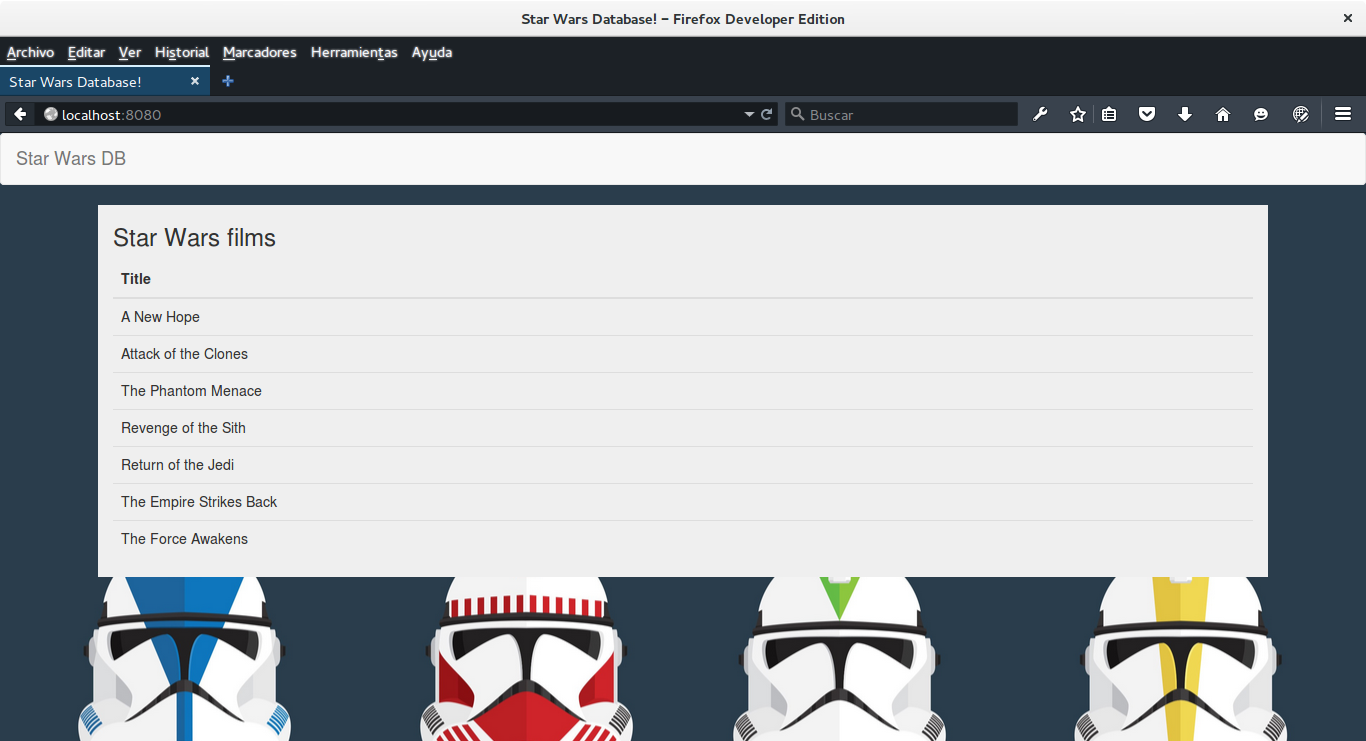 Star Wars Database! – Firefox Developer Edition
Archivo Editar Ver Historial Marcadores Herramientas Ayuda
Star Wars Database!
localhost:8080
Buscar
Star Wars DB
Star Wars films
Title
A New Hope
Attack of the Clones
The Phantom Menace
Revenge of the Sith
Return of the Jedi
The Empire Strikes Back
The Force Awakens